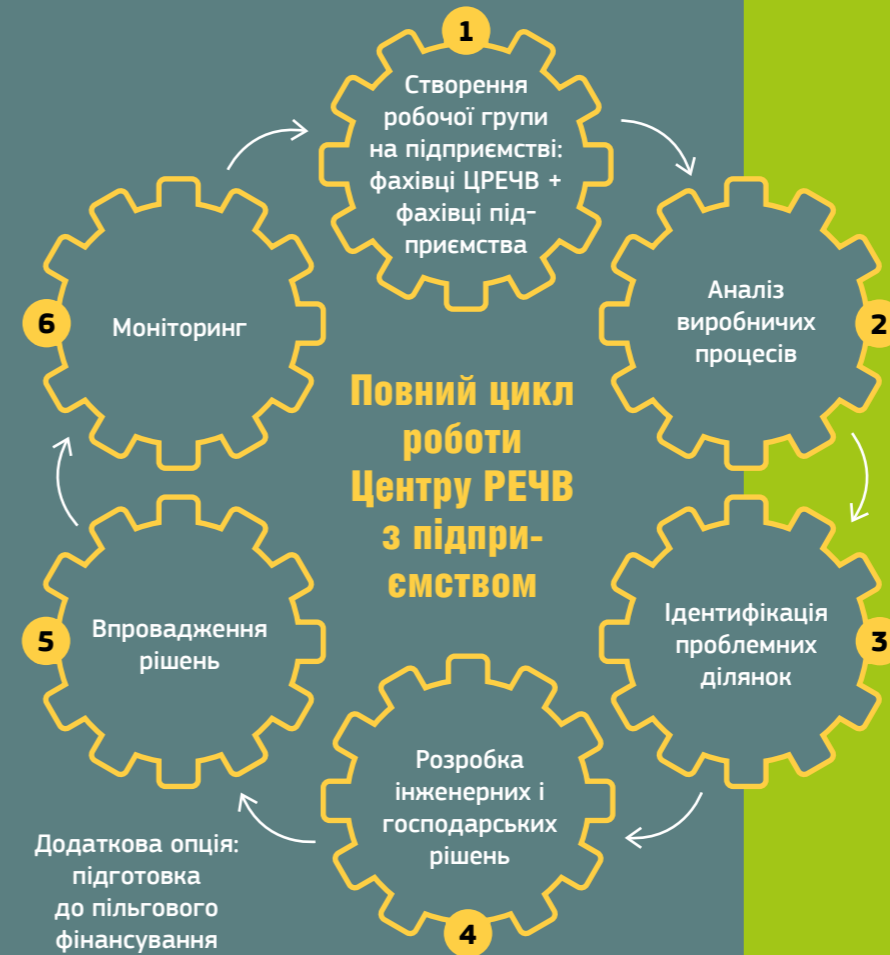 1
Створення
робочої групи
на підприємстві:
фахівці ЦРЕЧВ +
фахівці під-
приємства
2
Аналіз
виробничих
процесів
3
Ідентифікація
проблемних
ділянок
4
Розробка
інженерних і
господарських
рішень
5
Впровадження
рішень
6
Моніторинг
Повний цикл
роботи
Центру РЕЧВ
з підпри-
ємством
Додаткова опція:
підготовка
до пільгового
фінансування